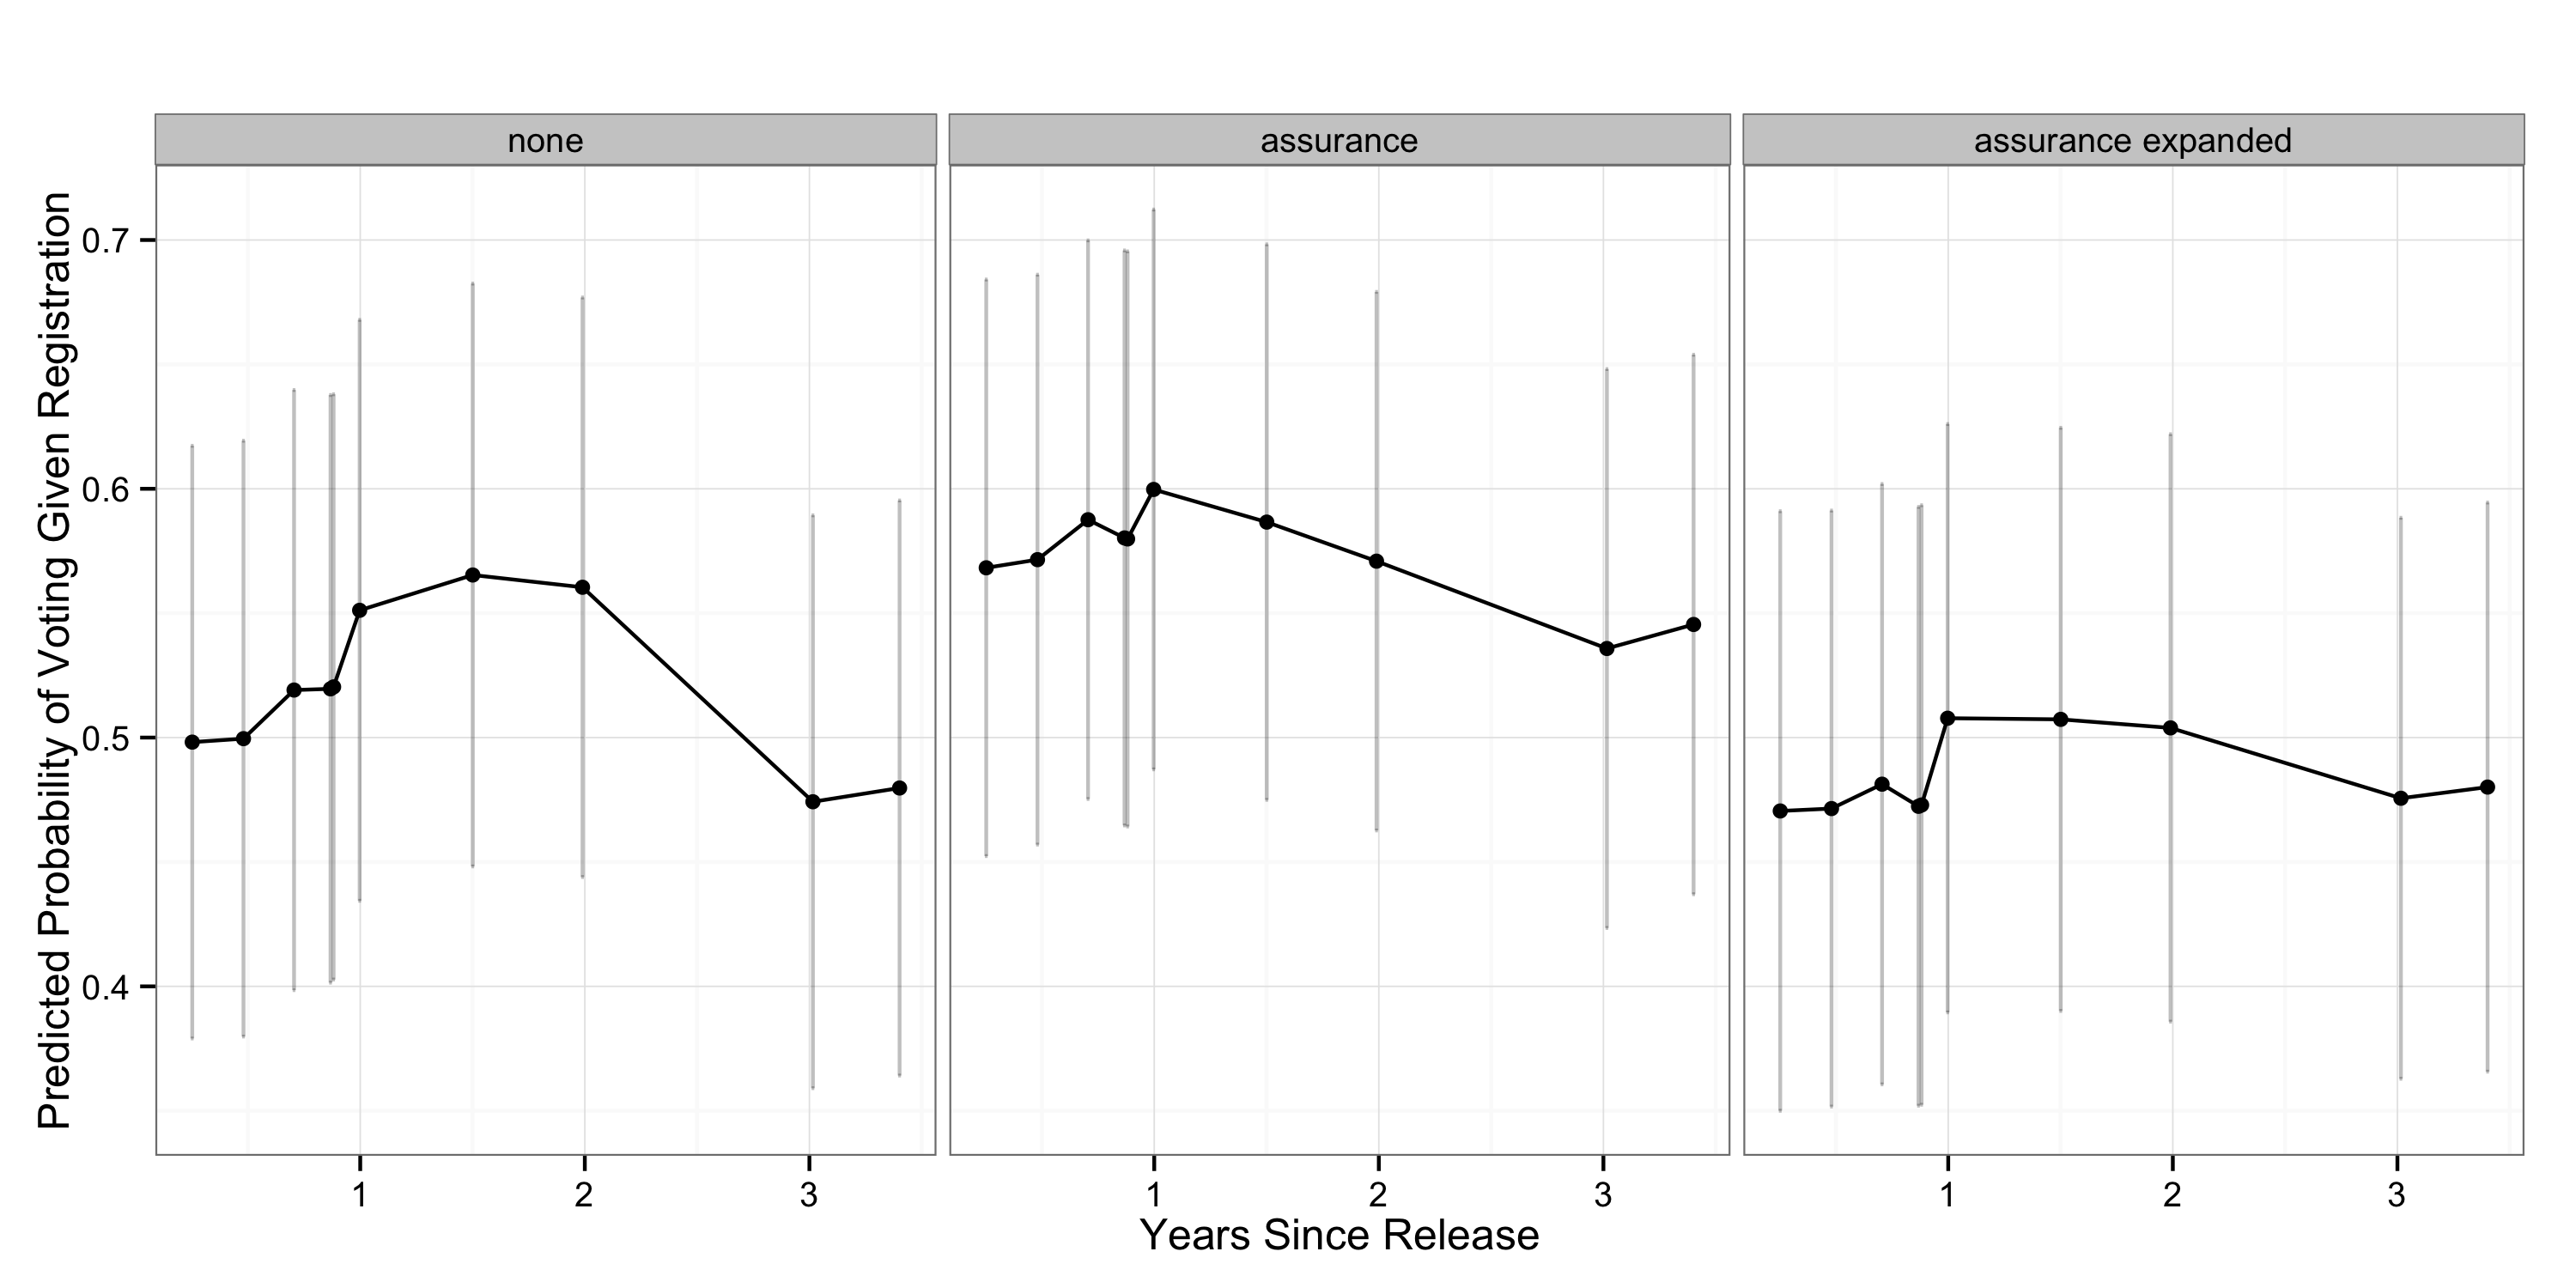 none
assurance
assurance expanded
Predicted Probability of Voting Given Registration
0.7
0.6
0.5
0.4
1 2 3
1 2 3
1 2 3
Years Since Release